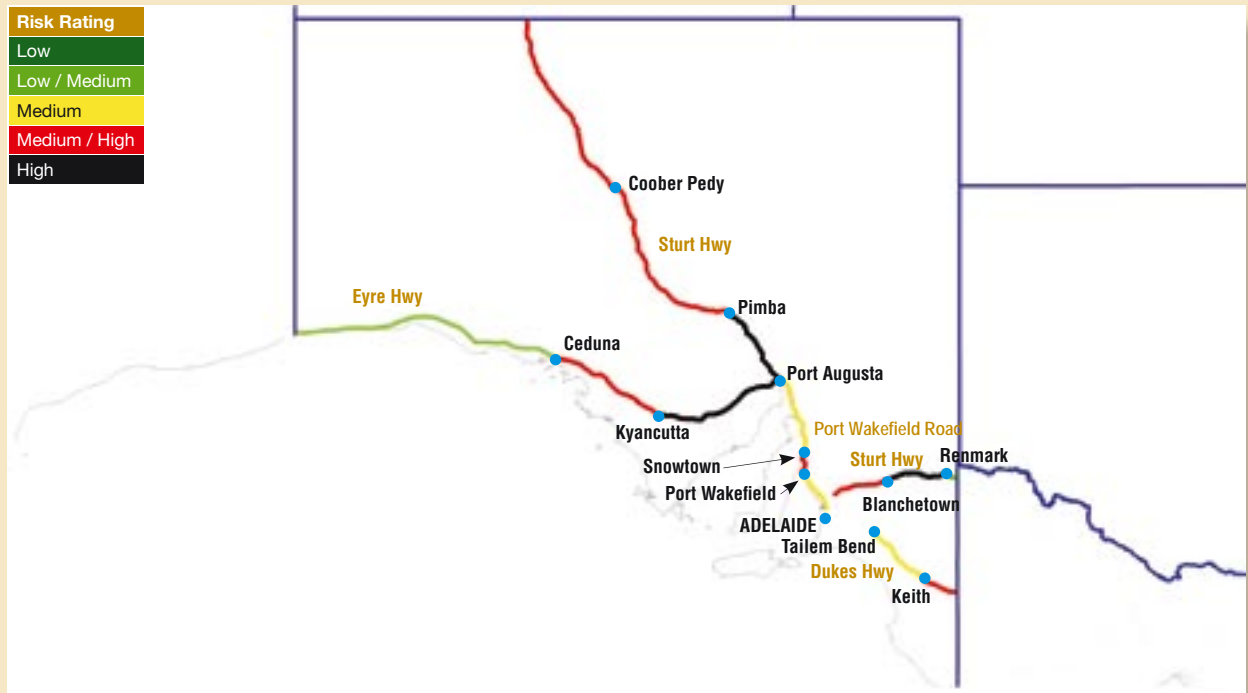 Risk Rating
Low
Low / Medium
Medium
Medium / High
High
Coober Pedy
Sturt Hwy
Eyre Hwy
Pimba
Ceduna
Port Augusta
Kyancutta
Port Wakefield Road
Snowtown
Sturt Hwy
Renmark
Port Wakefield
Blanchetown
ADELAIDE
Tailem Bend
Dukes Hwy
Keith